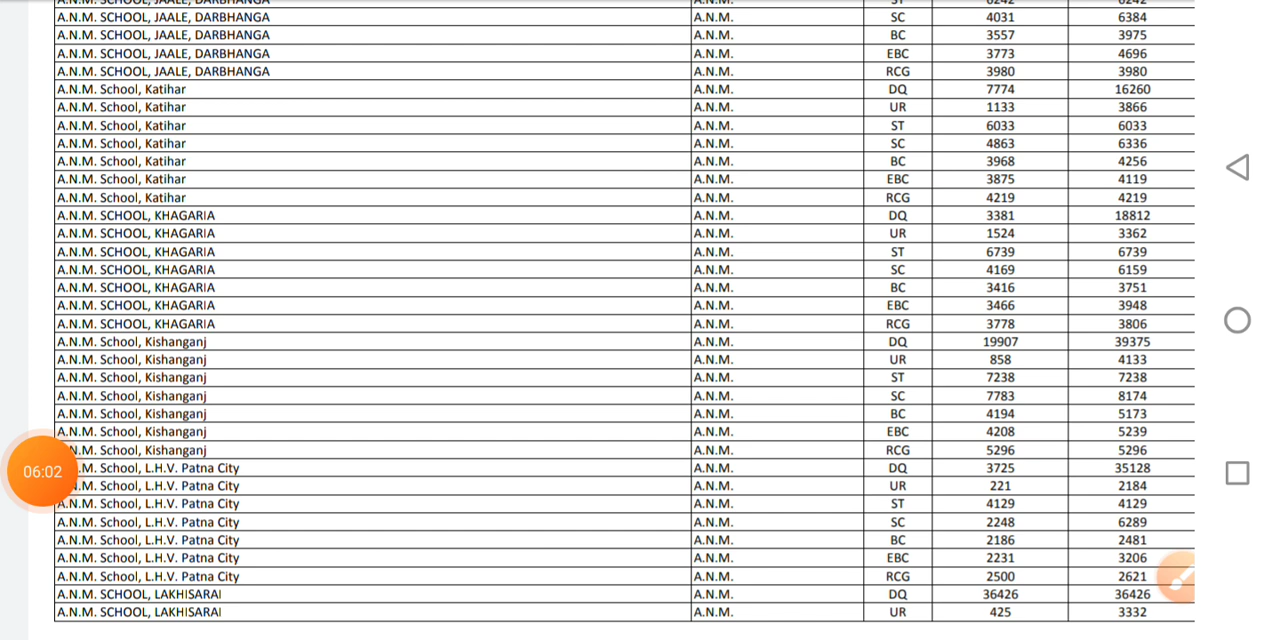 A.N.M. SCHOOL, JAALE, DARBHANGA A.N.M. ST 6242 6242
A.N.M. SCHOOL, JAALE, DARBHANGA A.N.M. SC 4031 6384
A.N.M. SCHOOL, JAALE, DARBHANGA A.N.M. BC 3557 3975
A.N.M. SCHOOL, JAALE, DARBHANGA A.N.M. EBC 3773 4696
A.N.M. SCHOOL, JAALE, DARBHANGA A.N.M. RCG 3980 3980
A.N.M. School, Katihar A.N.M. DQ 7774 16260
A.N.M. School, Katihar A.N.M. UR 1133 3866
A.N.M. School, Katihar A.N.M. ST 6033 6033
A.N.M. School, Katihar A.N.M. SC 4863 6336
A.N.M. School, Katihar A.N.M. BC 3968 4256
A.N.M. School, Katihar A.N.M. EBC 3875 4119
A.N.M. School, Katihar A.N.M. RCG 4219 4219
A.N.M. SCHOOL, KHAGARIA A.N.M. DQ 3381 18812
A.N.M. SCHOOL, KHAGARIA A.N.M. UR 1524 3362
A.N.M. SCHOOL, KHAGARIA A.N.M. ST 6739 6739
A.N.M. SCHOOL, KHAGARIA A.N.M. SC 4169 6159
A.N.M. SCHOOL, KHAGARIA A.N.M. BC 3416 3751
A.N.M. SCHOOL, KHAGARIA A.N.M. EBC 3466 3948
A.N.M. SCHOOL, KHAGARIA A.N.M. RCG 3778 3806
A.N.M. School, Kishanganj A.N.M. DQ 19907 39375
A.N.M. School, Kishanganj A.N.M. UR 858 4133
A.N.M. School, Kishanganj A.N.M. ST 7238 7238
A.N.M. School, Kishanganj A.N.M. SC 7783 8174
A.N.M. School, Kishanganj A.N.M. BC 4194 5173
A.N.M. School, Kishanganj A.N.M. EBC 4208 5239
N.M. School, Kishanganj A.N.M. RCG 5296 5296
06:02 .M. School, L.H.V. Patna City A.N.M. DQ 3725 35128
.M. School, L.H.V. Patna City A.N.M. UR 221 2184
A.N.M. School, L.H.V. Patna City A.N.M. ST 4129 4129
A.N.M. School, L.H.V. Patna City A.N.M. SC 2248 6289
A.N.M. School, L.H.V. Patna City A.N.M. BC 2186 2481
A.N.M. School, L.H.V. Patna City A.N.M. EBC 2231 3206
A.N.M. School, L.H.V. Patna City A.N.M. RCG 2500 2621
A.N.M. SCHOOL, LAKHISARAI A.N.M. DQ 36426 36426
A.N.M. SCHOOL, LAKHISARAI A.N.M. UR 425 3332